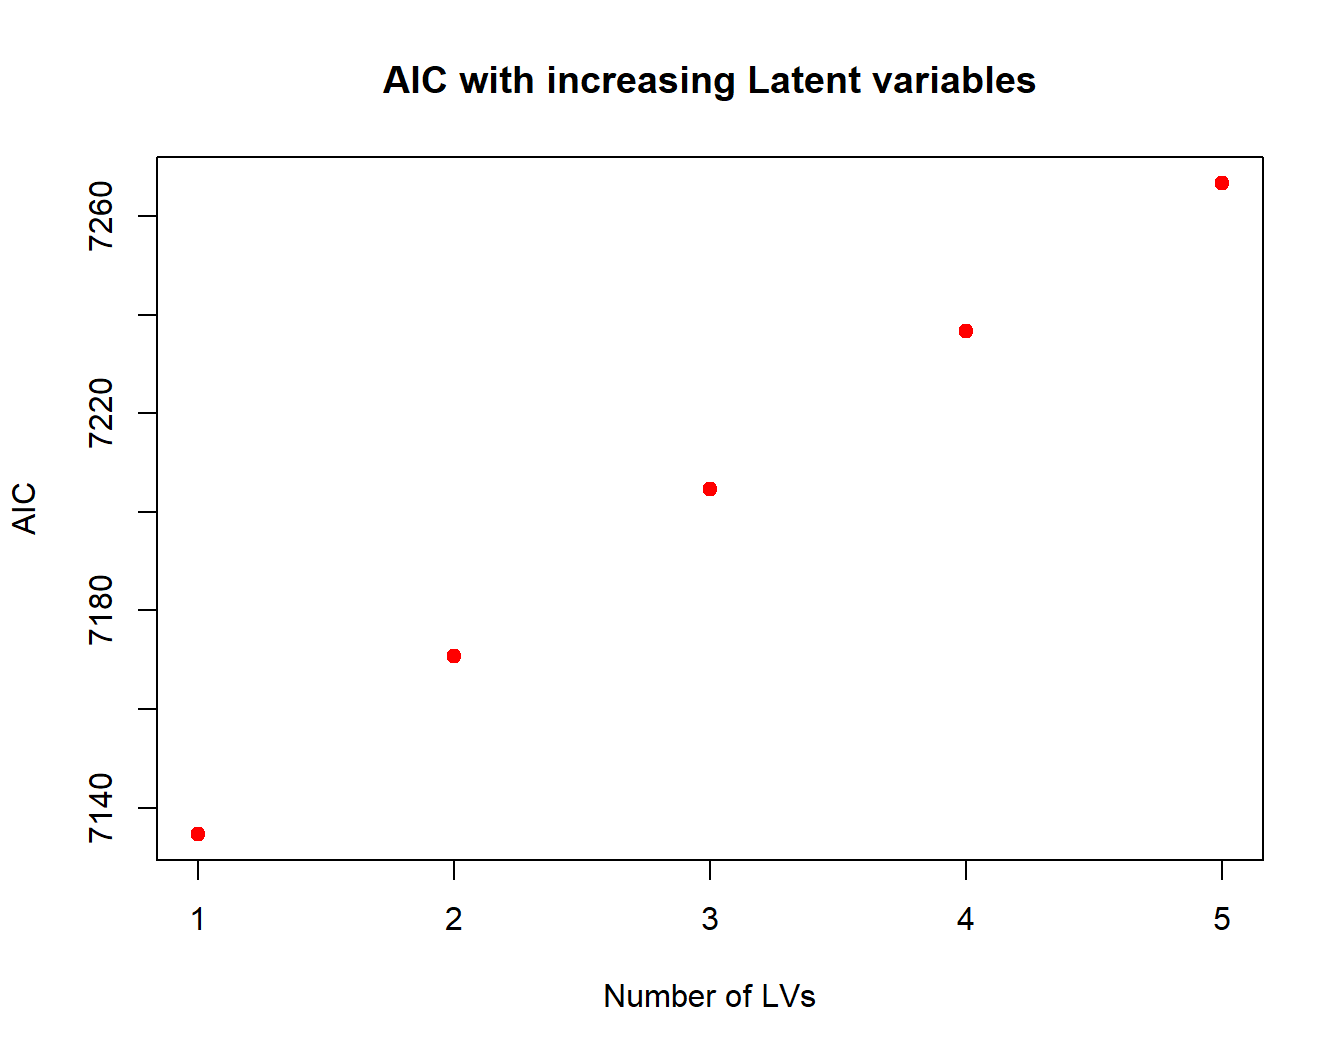 AIC with increasing Latent variables
AIC
7260
7220
7180
7140
1 2 3 4 5
Number of LVs